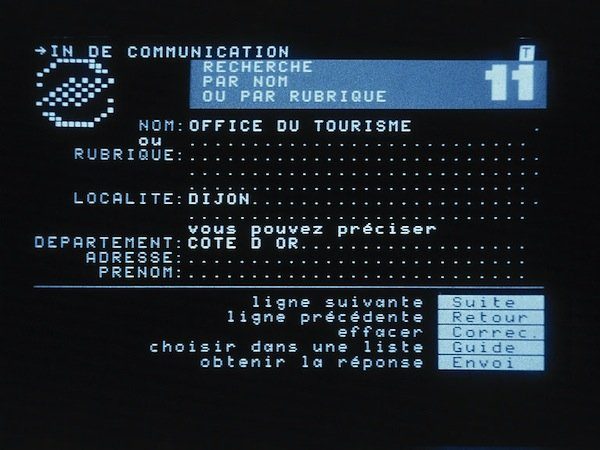 →IN DE COMMUNICATION
T
RECHERCHE
PAR NOM
OU PAR RUBRIQUE
11
NOM:OFFICE DU TOURISME
ou
RUBRIQUE:
LOCALITE:DIJON
vous pouvez préciser
DEPARTEMENT:COTE D OR
ADRESSE:
PRENOM:
ligne suivante Suite
ligne précédente Retour
effacer Correc.
choisir dans une liste Guide
obtenir la réponse Envoi